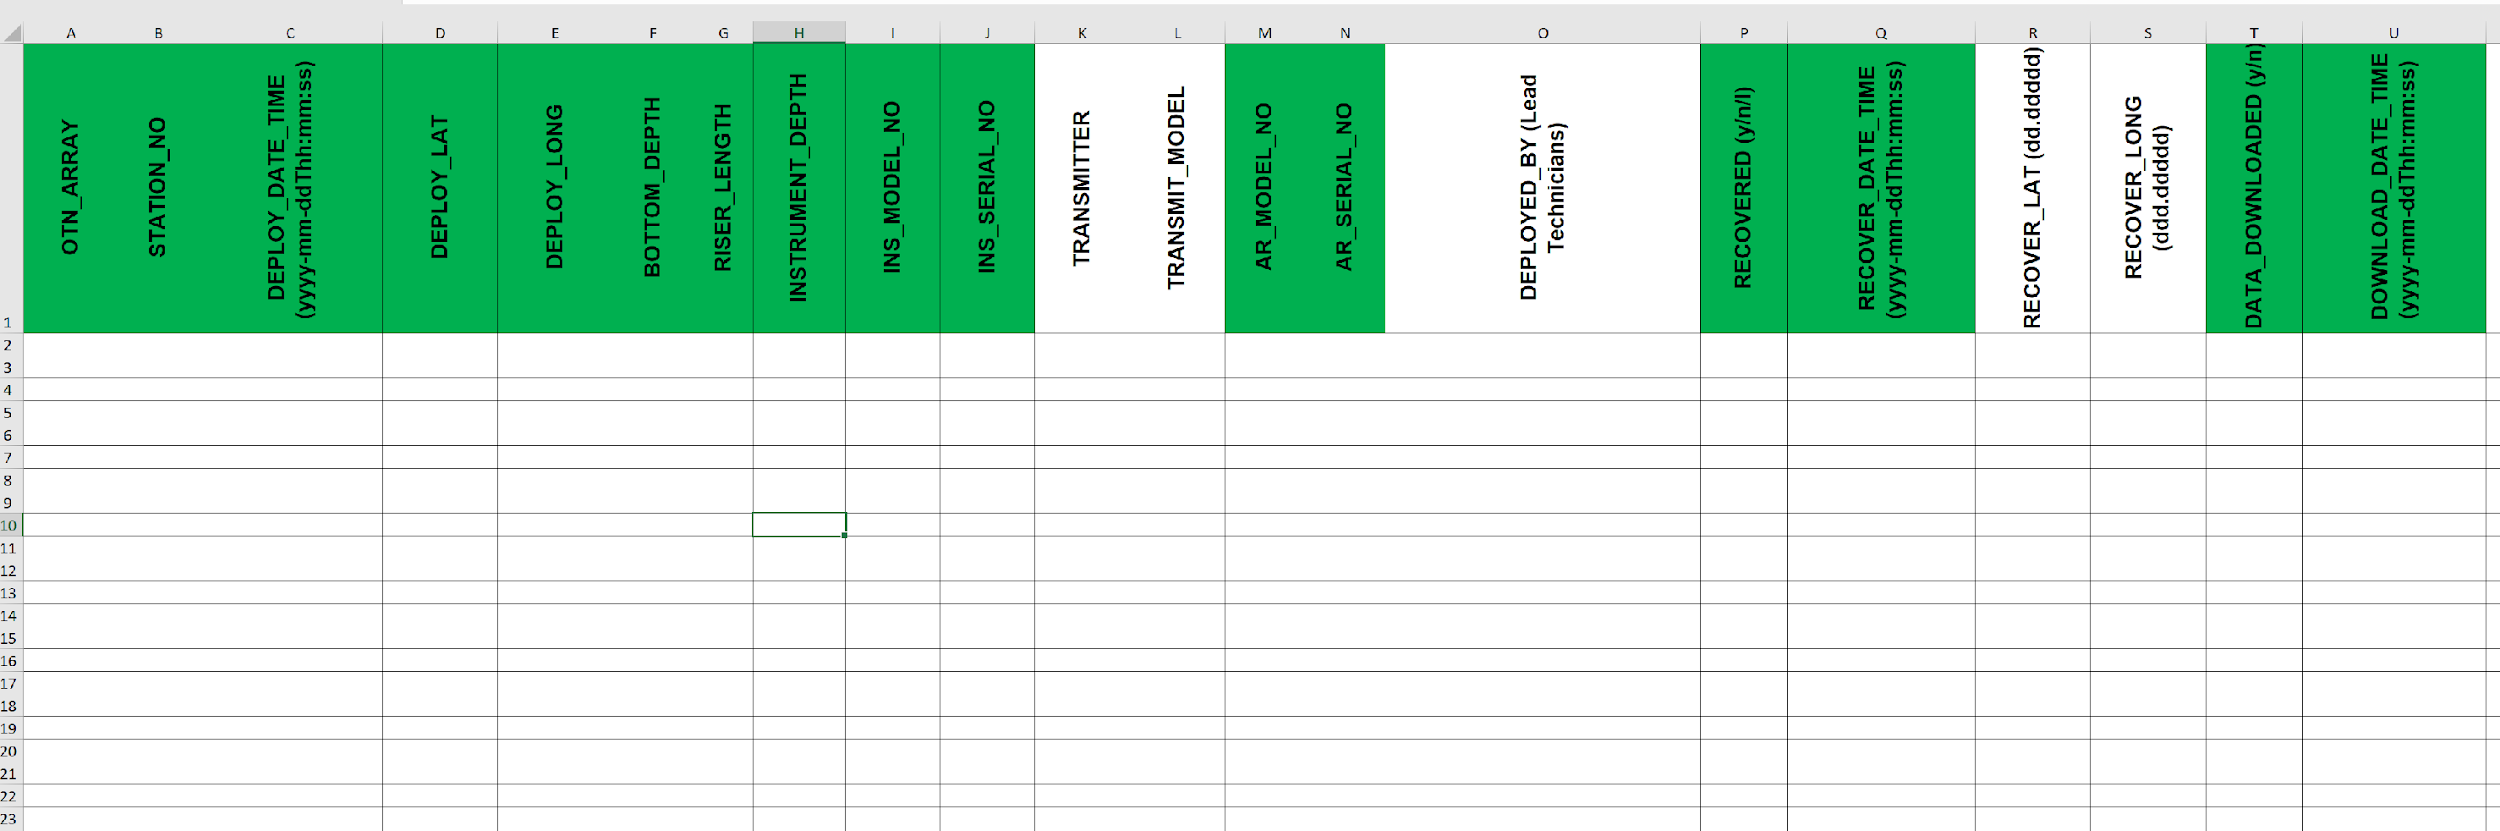 A B C D E F G H I J K L M N O P Q R S T U
OTN_ARRAY
STATION_NO
DEPLOY_DATE_TIME
(yyyy-mm-ddThh:mm:ss)
DEPLOY_LAT
DEPLOY_LONG
BOTTOM_DEPTH
RISER_LENGTH
INSTRUMENT_DEPTH
INS_MODEL_NO
INS_SERIAL_NO
TRANSMITTER
TRANSMIT_MODEL
AR_MODEL_NO
AR_SERIAL_NO
DEPLOYED_BY (Lead
Technicians)
RECOVERED (y/n/l)
RECOVER_DATE_TIME
(yyyy-mm-ddThh:mm:ss)
RECOVER_LAT (dd.ddddd)
RECOVER_LONG
(ddd.ddddd)
DATA_DOWNLOADED (y/n)
DOWNLOAD_DATE_TIME
(yyyy-mm-ddThh:mm:ss)
1
2
3
4
5
6
7
8
9
10
11
12
13
14
15
16
17
18
19
20
21
22
23